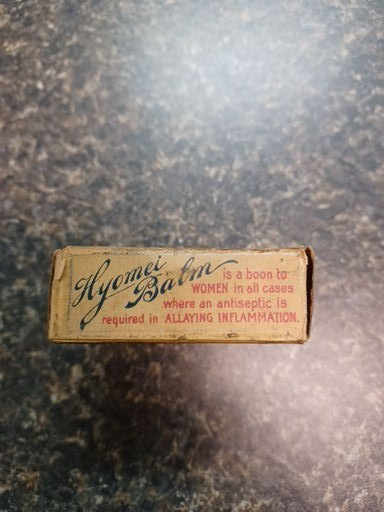 Hyomei Balm is a boon to
WOMEN in all cases
where an antiseptic is
required in ALLAYING INFLAMMATION.